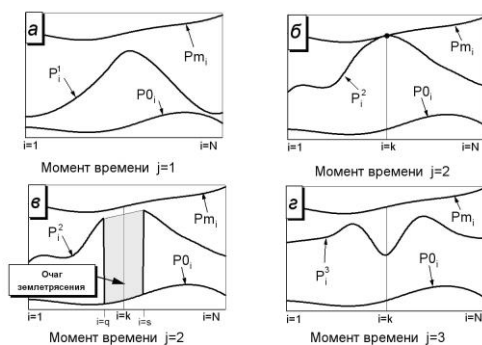 а
Pm_i
P_i^1
P0_i
i=1
i=N
Момент времени j=1
б
Pm_i
P_i^2
P0_i
i=1
i=k
i=N
Момент времени j=2
в
Pm_i
P_i^2
P0_i
Очаг
землетрясения
i=1
i=q
i=k
i=s
i=N
Момент времени j=2
г
Pm_i
P_i^3
P0_i
i=1
i=k
i=N
Момент времени j=3